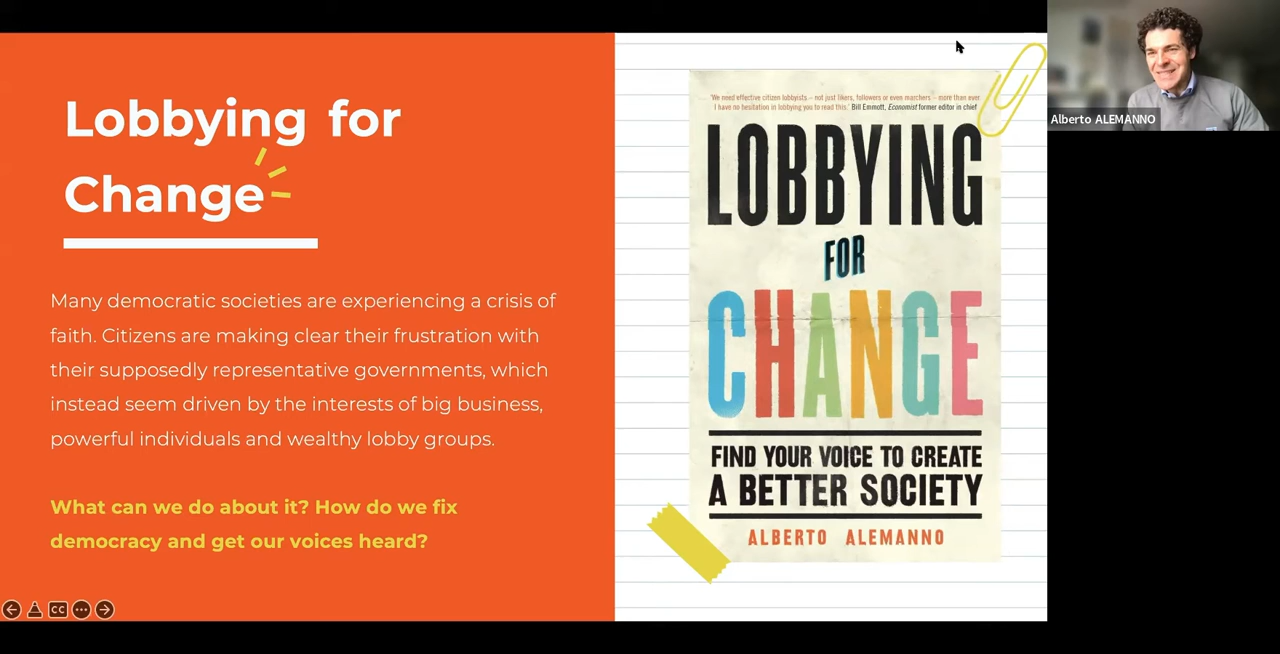 Lobbying for
Change
Many democratic societies are experiencing a crisis of
faith. Citizens are making clear their frustration with
their supposedly representative governments, which
instead seem driven by the interests of big business,
powerful individuals and wealthy lobby groups.
What can we do about it? How do we fix
democracy and get our voices heard?
CC
'We need effective citizen lobbyists – not just likers, followers or even marchers – more than ever.
I have no hesitation in lobbying you to read this.' Bill Emmott, Economist former editor in chief
LOBBYING
FOR
CHANGE
FIND YOUR VOICE TO CREATE
A BETTER SOCIETY
ALBERTO ALEMANNO
Alberto ALEMANNO